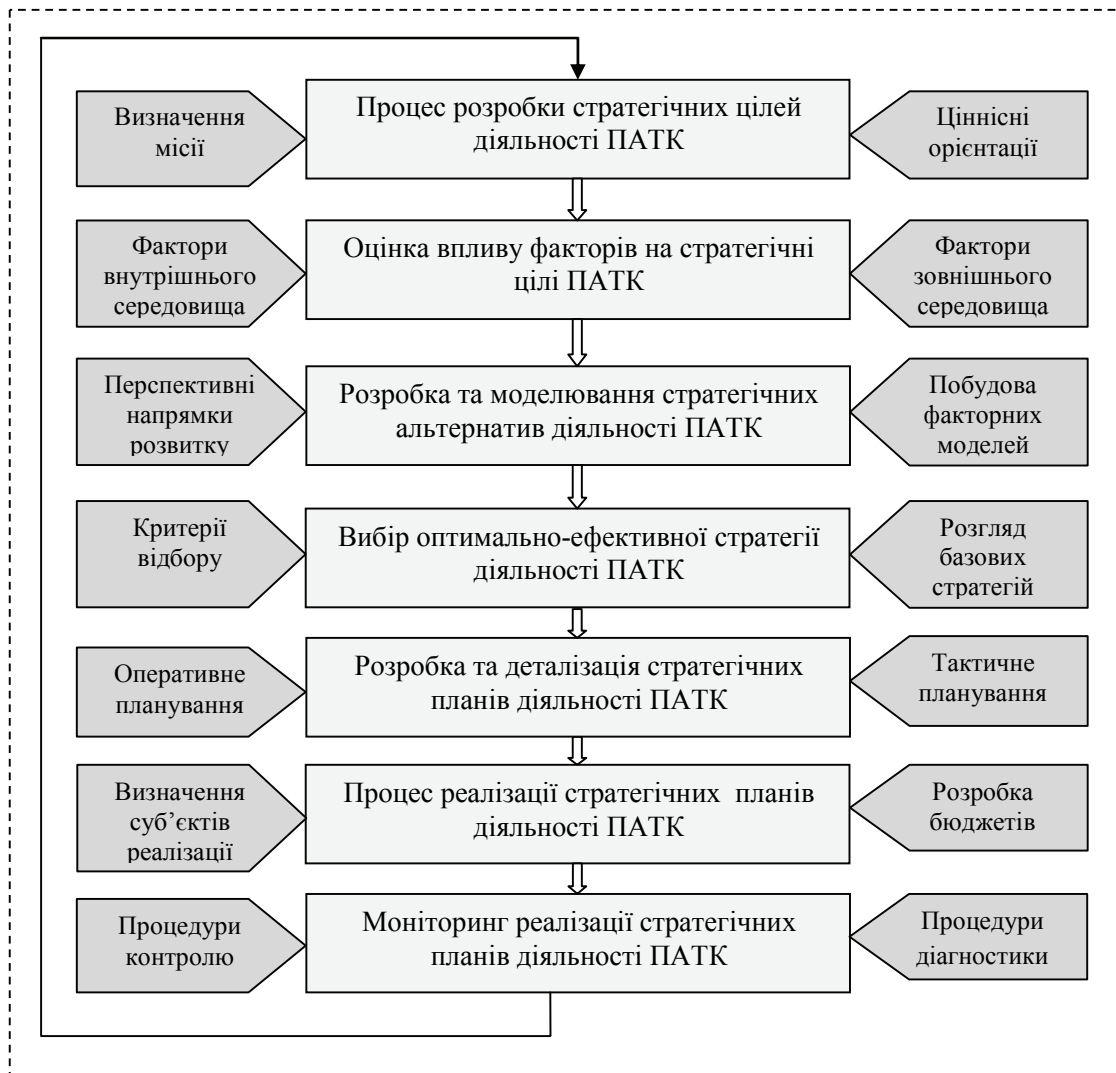 Визначення
місії
Процес розробки стратегічних цілей
діяльності ПАТК
Ціннісні
орієнтації
Фактори
внутрішнього
середовища
Оцінка впливу факторів на стратегічні
цілі ПАТК
Фактори
зовнішнього
середовища
Перспективні
напрямки
розвитку
Розробка та моделювання стратегічних
альтернатив діяльності ПАТК
Побудова
факторних
моделей
Критерії
відбору
Вибір оптимально-ефективної стратегії
діяльності ПАТК
Розгляд
базових
стратегій
Оперативне
планування
Розробка та деталізація стратегічних
планів діяльності ПАТК
Тактичне
планування
Визначення
суб’єктів
реалізації
Процес реалізації стратегічних планів
діяльності ПАТК
Розробка
бюджетів
Процедури
контролю
Моніторинг реалізації стратегічних
планів діяльності ПАТК
Процедури
діагностики